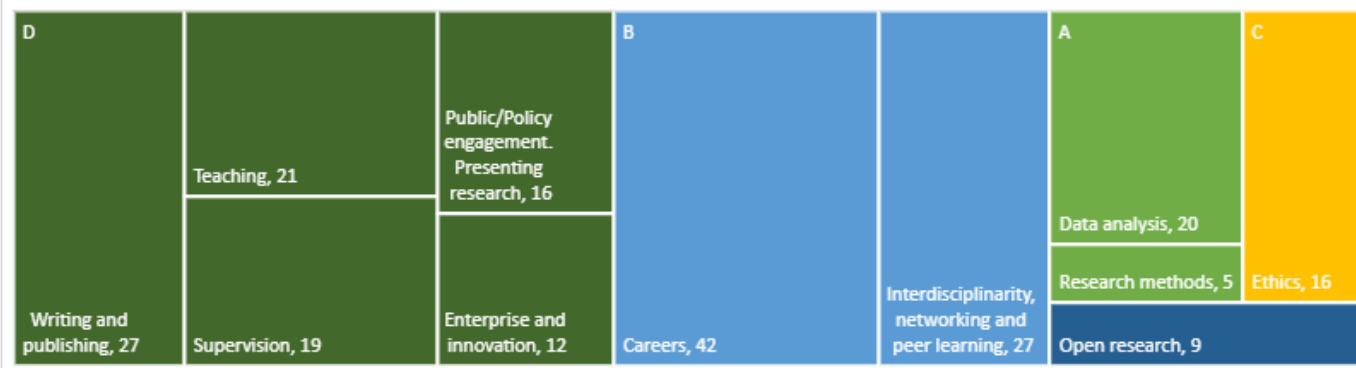 D
Writing and
publishing, 27
Teaching, 21
Supervision, 19
Public/Policy
engagement.
Presenting
research, 16
Enterprise and
innovation, 12
B
Careers, 42
Interdisciplinarity,
networking and
peer learning, 27
A
Data analysis, 20
Research methods, 5
C
Ethics, 16
Open research, 9